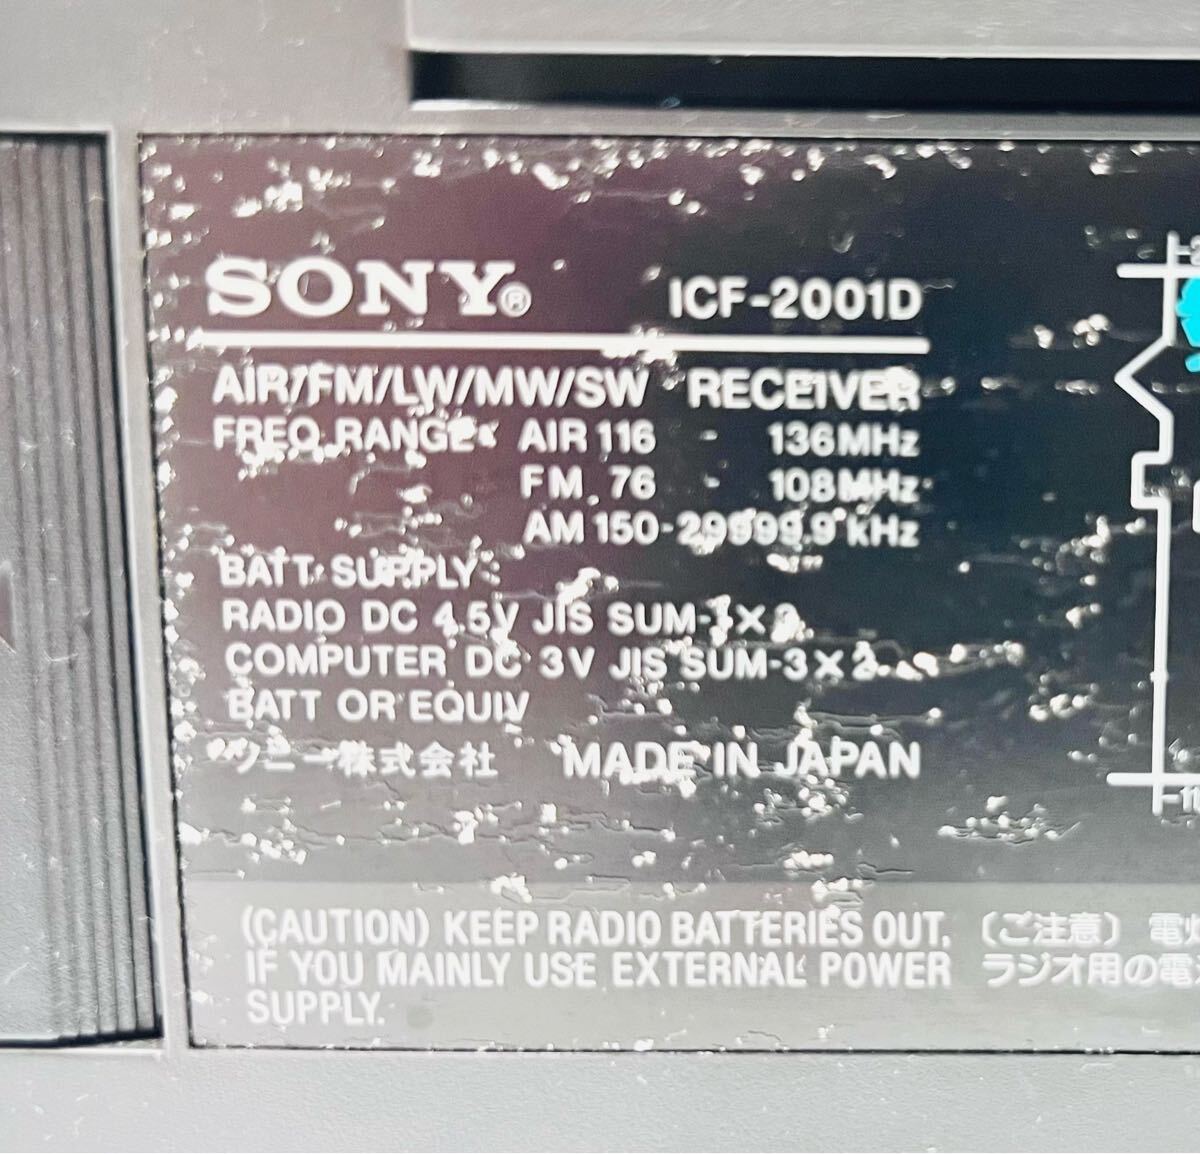 SONY® ICF-2001D
AIR/FM/LW/MW/SW RECEIVER
FREQ.RANGE AIR 116 - 136MHz
FM 76 - 108MHz
AM 150-29999.9 kHz
BATT. SUPPLY
RADIO DC 4.5V JIS
COMPUTER DC 3V JIS SUM-3×2
BATT OR EQUIV
ソニー株式会社 MADE IN JAPAN
(CAUTION) KEEP RADIO BATTERIES OUT,
IF YOU MAINLY USE EXTERNAL POWER
SUPPLY.
〔ご注意〕電
ラジオ用の電